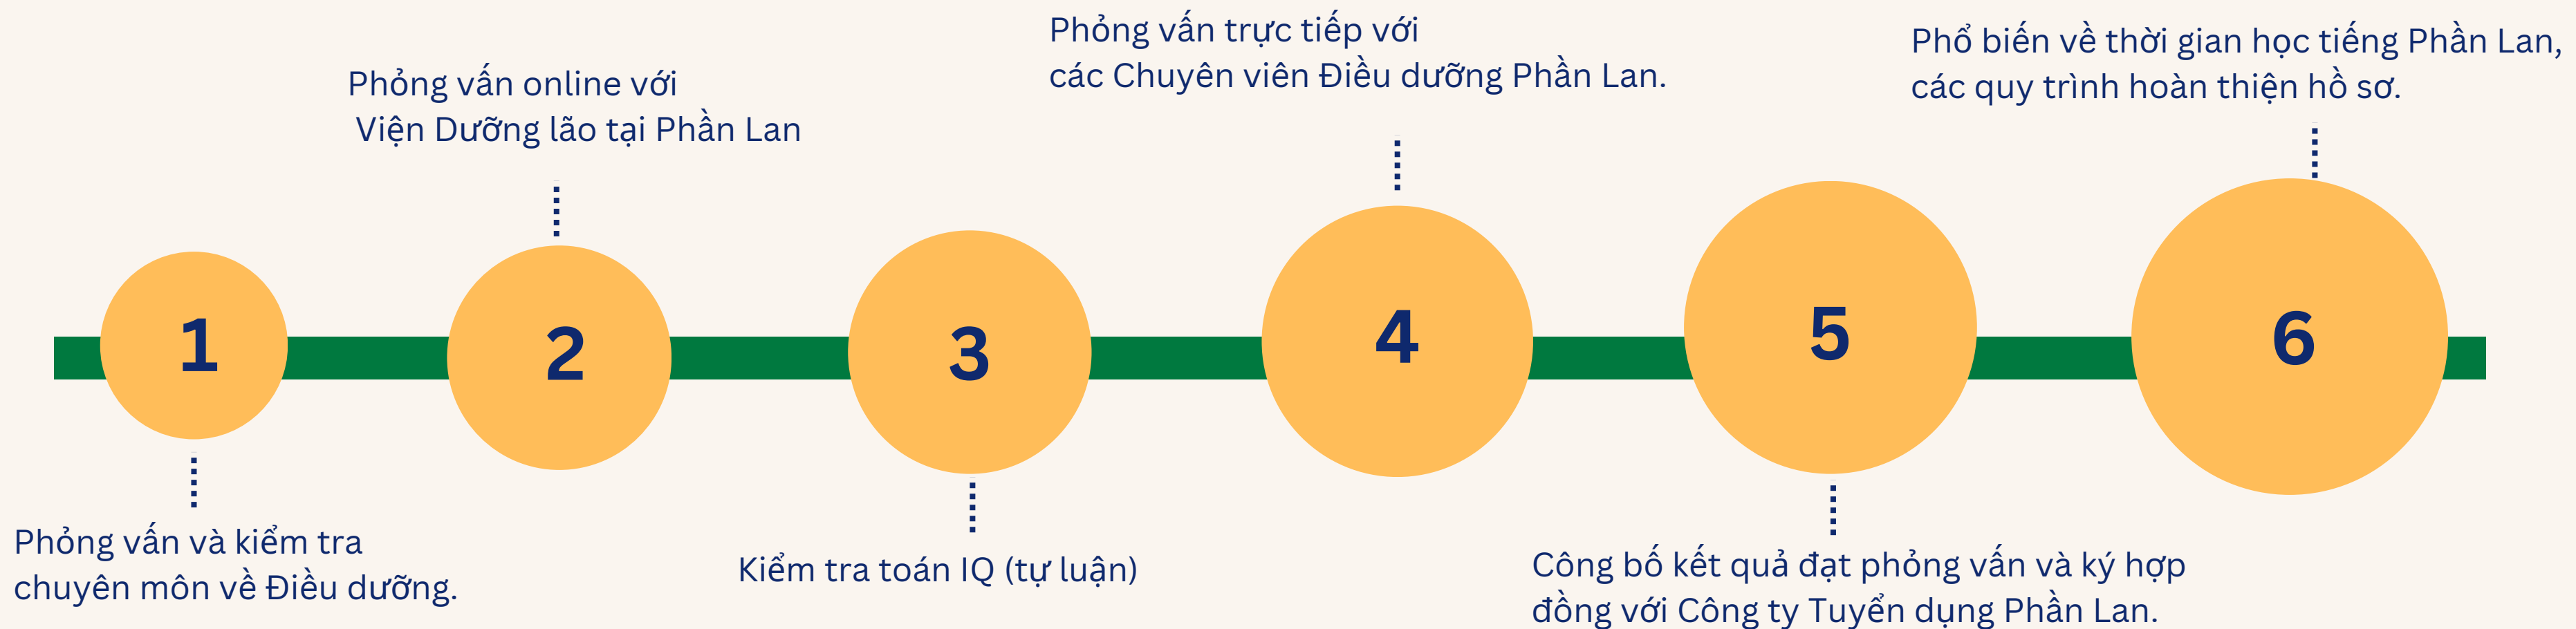 Phỏng vấn trực tiếp với
các Chuyên viên Điều dưỡng Phần Lan.
Phổ biến về thời gian học tiếng Phần Lan,
các quy trình hoàn thiện hồ sơ.
Phỏng vấn online với
Viện Dưỡng lão tại Phần Lan
1
2
3
4
5
6
Phỏng vấn và kiểm tra
chuyên môn về Điều dưỡng.
Kiểm tra toán IQ (tự luận)
Công bố kết quả đạt phỏng vấn và ký hợp
đồng với Công ty Tuyển dụng Phần Lan.